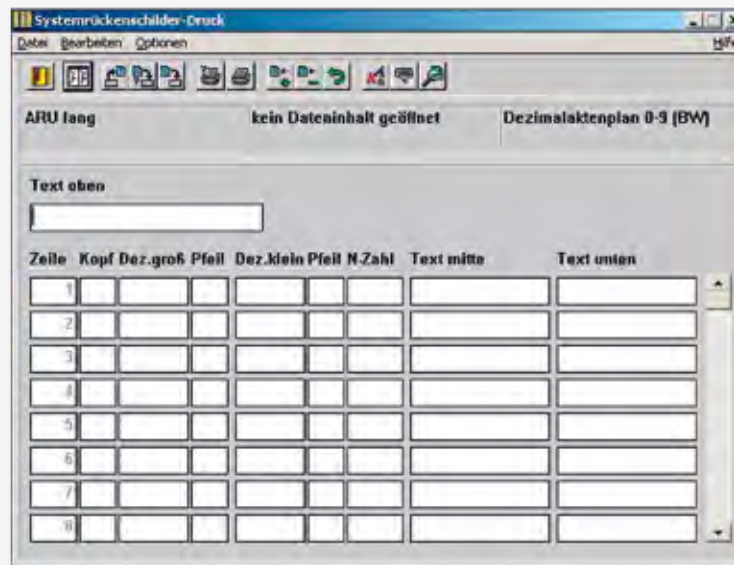 Systemrückenschilder-Druck
Datei Bearbeiten Optionen Hilfe
ARU lang kein Dateninhalt geöffnet Dezimalaktenplan 0-9 (BW)
Text oben
Zeile Kopf Dez.groß Pfeil Dez.klein Pfeil N-Zahl Text mitte Text unten
1
2
3
4
5
6
7
8